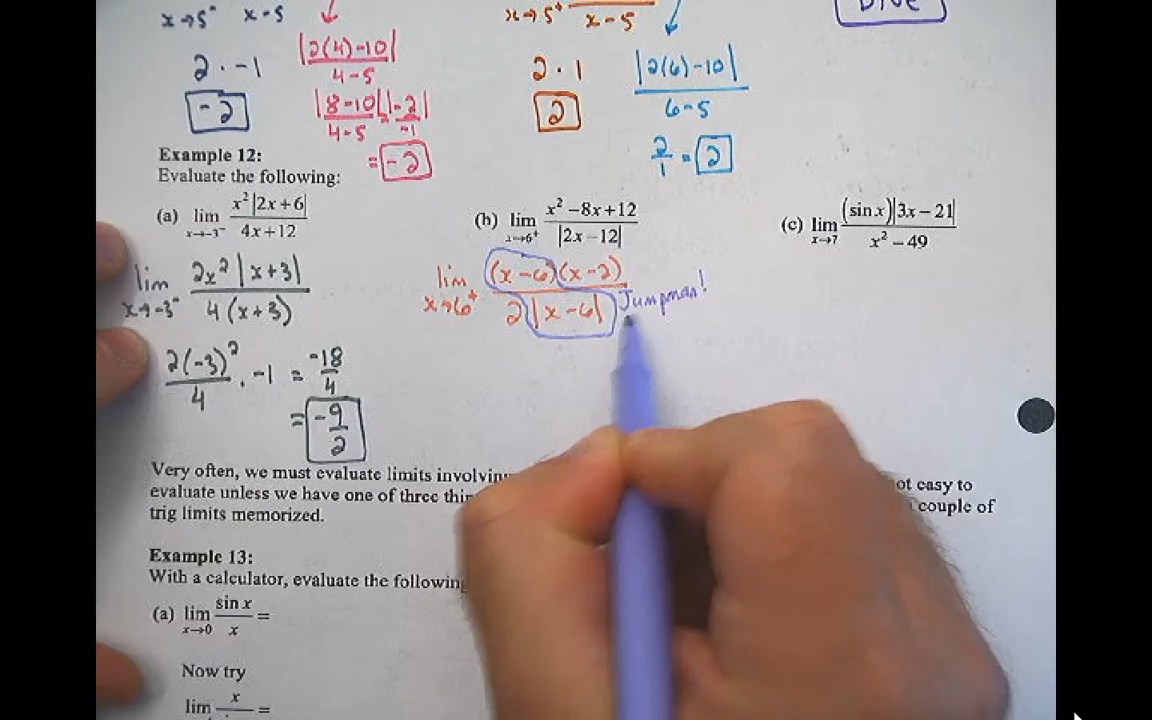 x→5⁻ x-5
x→5⁺ x-5
2 · -1
|2(4)-10|
4-5
2 · 1
|2(6)-10|
6-5
-2
|8-10| = |-2|
4-5 -1
= -2
2
2/1 = 2
Example 12:
Evaluate the following:
(a) lim x→-3⁻ x²|2x+6| / 4x+12
(b) lim x→6⁺ x²-8x+12 / |2x-12|
(c) lim x→7 (sin x)|3x-21| / x²-49
lim x→-3⁻ 2x²|x+3| / 4(x+3)
lim x→6⁺ (x-6)(x-2) / 2|x-6| Jumpman!
2(-3)² / 4 · -1 = -18/4
= -9/2
Very often, we must evaluate limits involvin
ot easy to
evaluate unless we have one of three thin
couple of
trig limits memorized.
Example 13:
With a calculator, evaluate the following
(a) lim x→0 sin x / x =
Now try
lim x =